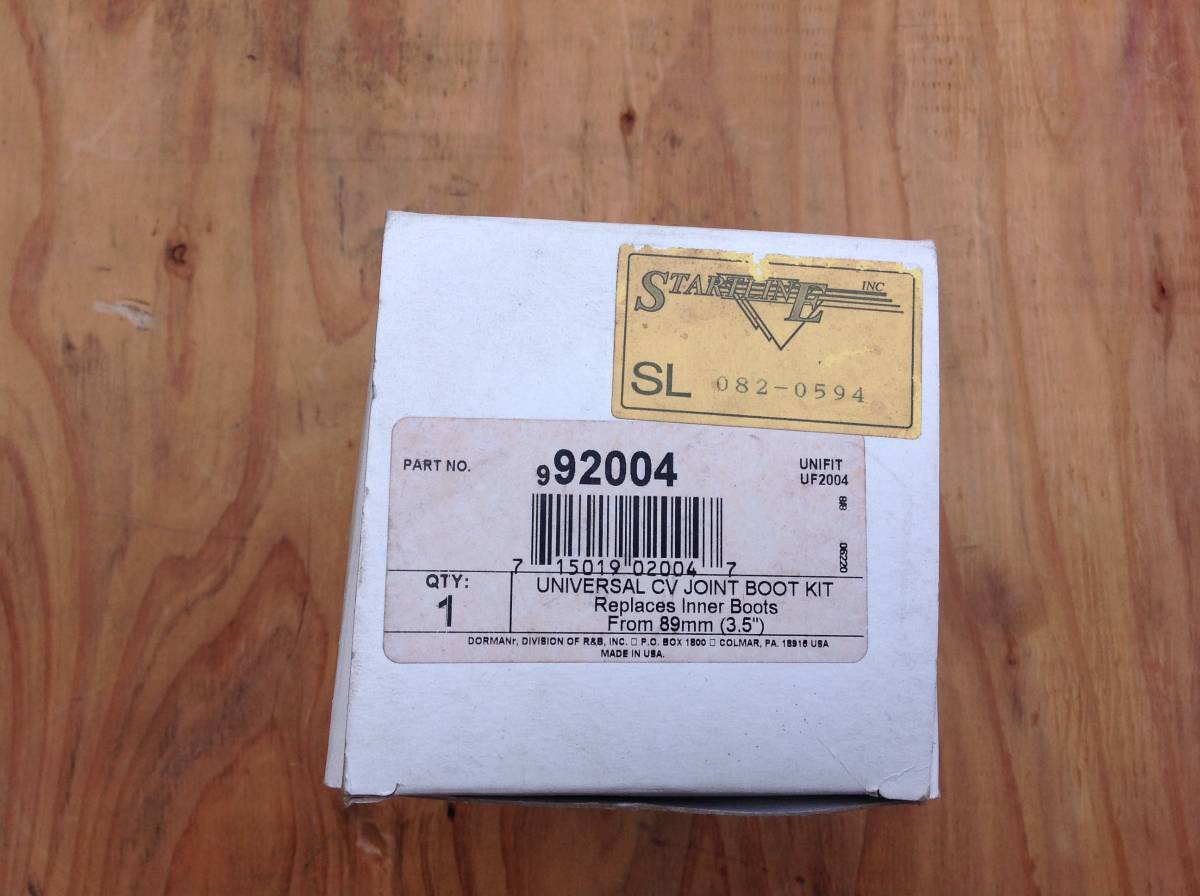 STARTLINE INC
SL 082-0594
PART NO. 992004 UNIFIT
UF2004
06220
7 15019 02004 7
QTY: 1
UNIVERSAL CV JOINT BOOT KIT
Replaces Inner Boots
From 89mm (3.5")
DORMANr, DIVISION OF R&B, INC. □ P.O. BOX 1800 □ COLMAR, PA. 18915 USA
MADE IN USA.